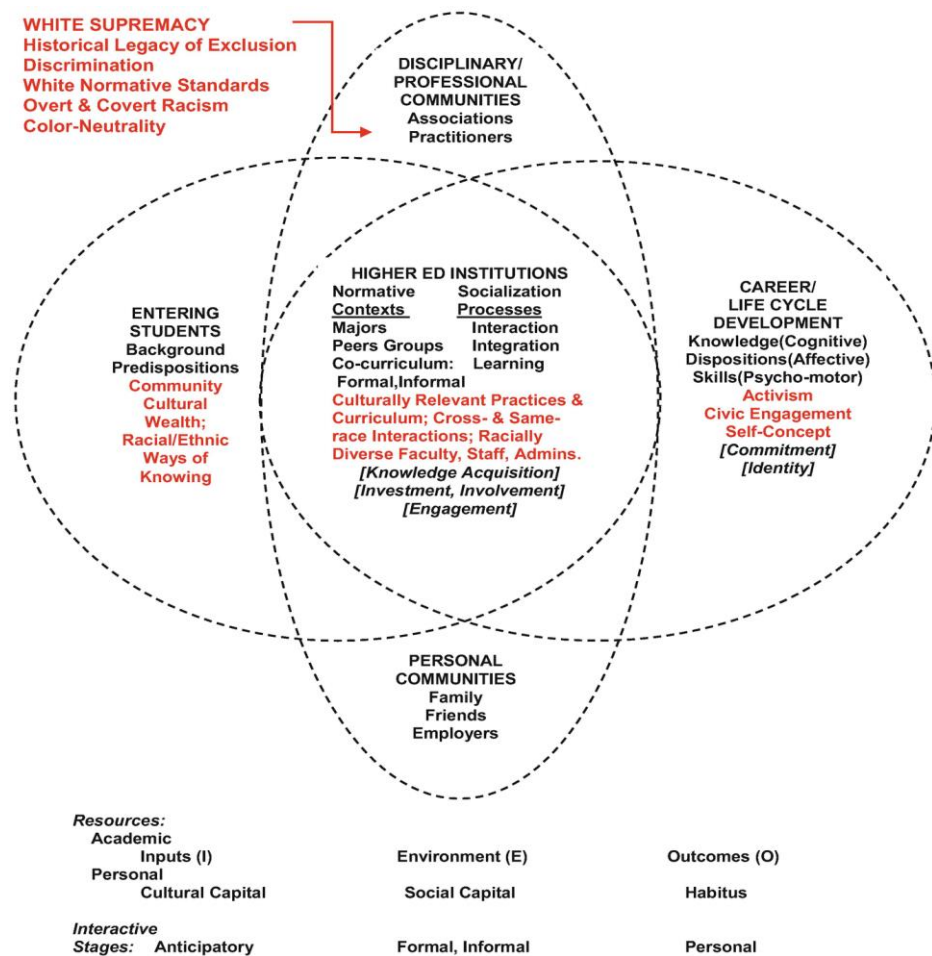 WHITE SUPREMACY
Historical Legacy of Exclusion
Discrimination
White Normative Standards
Overt & Covert Racism
Color-Neutrality
DISCIPLINARY/
PROFESSIONAL
COMMUNITIES
Associations
Practitioners
ENTERING
STUDENTS
Background
Predispositions
Community
Cultural
Wealth;
Racial/Ethnic
Ways of
Knowing
HIGHER ED INSTITUTIONS
Normative Socialization
Contexts Processes
Majors Interaction
Peers Groups Integration
Co-curriculum: Learning
Formal,Informal
Culturally Relevant Practices &
Curriculum; Cross- & Same-
race Interactions; Racially
Diverse Faculty, Staff, Admins.
[Knowledge Acquisition]
[Investment, Involvement]
[Engagement]
CAREER/
LIFE CYCLE
DEVELOPMENT
Knowledge(Cognitive)
Dispositions(Affective)
Skills(Psycho-motor)
Activism
Civic Engagement
Self-Concept
[Commitment]
[Identity]
PERSONAL
COMMUNITIES
Family
Friends
Employers
Resources:
Academic
Inputs (I) Environment (E) Outcomes (O)
Personal
Cultural Capital Social Capital Habitus
Interactive
Stages: Anticipatory Formal, Informal Personal